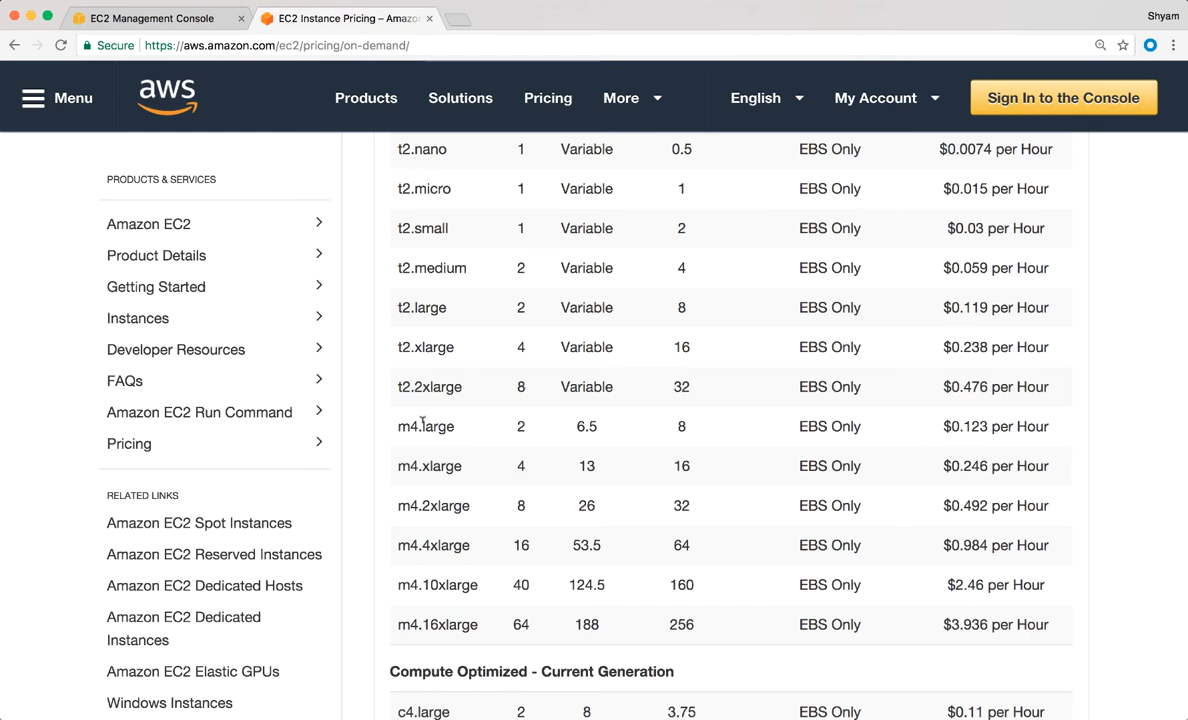 EC2 Management Console
EC2 Instance Pricing – Amazo
Shyam
Secure https://aws.amazon.com/ec2/pricing/on-demand/
Menu
aws
Products
Solutions
Pricing
More
English
My Account
Sign In to the Console
PRODUCTS & SERVICES
Amazon EC2
Product Details
Getting Started
Instances
Developer Resources
FAQs
Amazon EC2 Run Command
Pricing
RELATED LINKS
Amazon EC2 Spot Instances
Amazon EC2 Reserved Instances
Amazon EC2 Dedicated Hosts
Amazon EC2 Dedicated
Instances
Amazon EC2 Elastic GPUs
Windows Instances
t2.nano 1 Variable 0.5 EBS Only $0.0074 per Hour
t2.micro 1 Variable 1 EBS Only $0.015 per Hour
t2.small 1 Variable 2 EBS Only $0.03 per Hour
t2.medium 2 Variable 4 EBS Only $0.059 per Hour
t2.large 2 Variable 8 EBS Only $0.119 per Hour
t2.xlarge 4 Variable 16 EBS Only $0.238 per Hour
t2.2xlarge 8 Variable 32 EBS Only $0.476 per Hour
m4.large 2 6.5 8 EBS Only $0.123 per Hour
m4.xlarge 4 13 16 EBS Only $0.246 per Hour
m4.2xlarge 8 26 32 EBS Only $0.492 per Hour
m4.4xlarge 16 53.5 64 EBS Only $0.984 per Hour
m4.10xlarge 40 124.5 160 EBS Only $2.46 per Hour
m4.16xlarge 64 188 256 EBS Only $3.936 per Hour
Compute Optimized - Current Generation
c4.large 2 8 3.75 EBS Only $0.11 per Hour